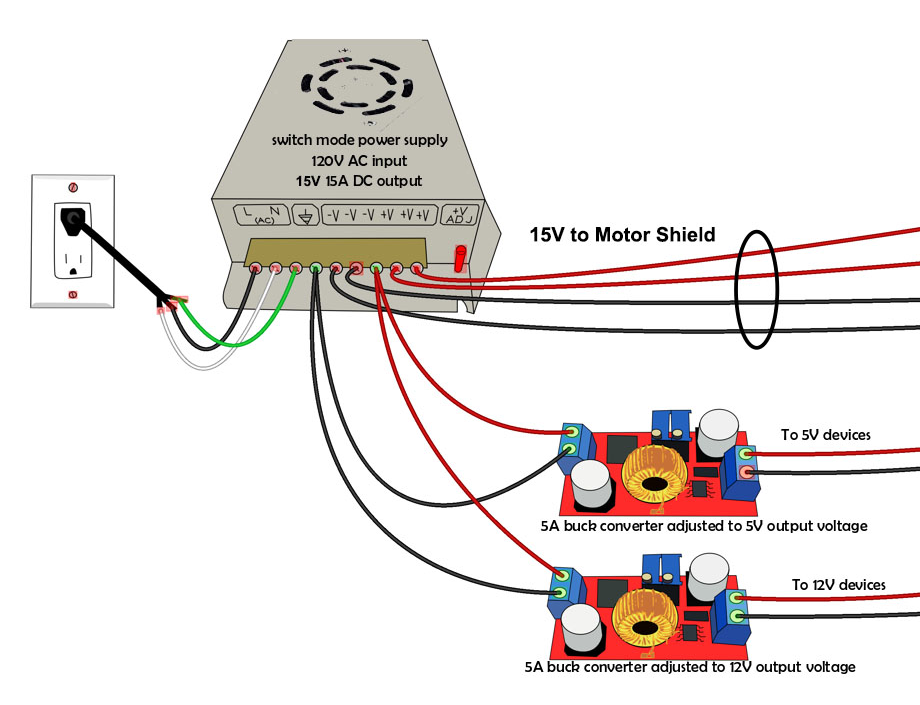 switch mode power supply
120V AC input
15V 15A DC output
L N
(AC)
-V -V -V +V +V +V
+V
ADJ
15V to Motor Shield
To 5V devices
5A buck converter adjusted to 5V output voltage
To 12V devices
5A buck converter adjusted to 12V output voltage